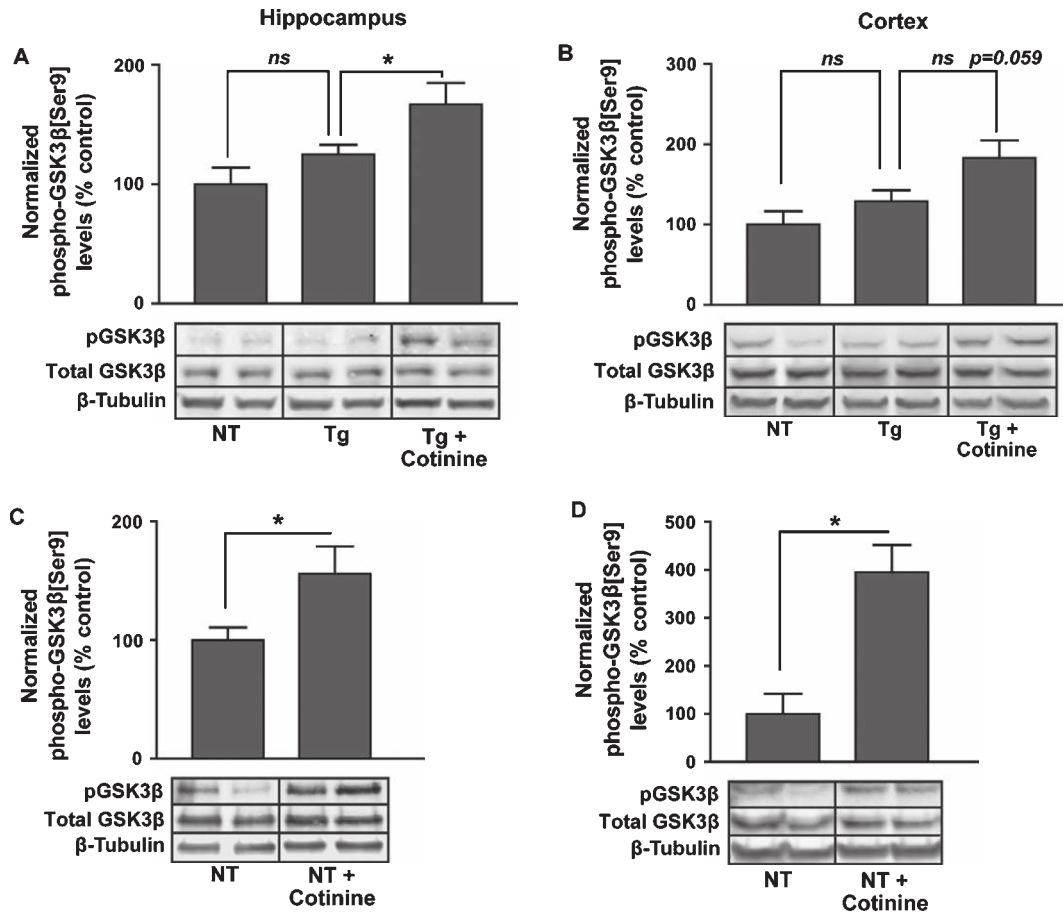 Hippocampus
A
Normalized
phospho-GSK3β[Ser9]
levels (% control)
200
100
0
ns
*
pGSK3β
Total GSK3β
β-Tubulin
NT
Tg
Tg +
Cotinine
Cortex
B
Normalized
phospho-GSK3β[Ser9]
levels (% control)
300
200
100
0
ns
ns p=0.059
pGSK3β
Total GSK3β
β-Tubulin
NT
Tg
Tg +
Cotinine
C
Normalized
phospho-GSK3β[Ser9]
levels (% control)
200
100
0
*
pGSK3β
Total GSK3β
β-Tubulin
NT
NT +
Cotinine
D
Normalized
phospho-GSK3β[Ser9]
levels (% control)
500
400
300
200
100
0
*
pGSK3β
Total GSK3β
β-Tubulin
NT
NT +
Cotinine